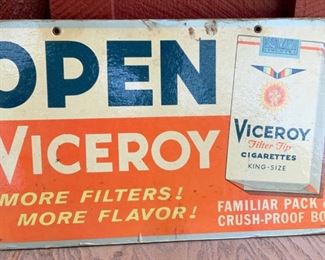 OPEN
VICEROY
MORE FILTERS!
MORE FLAVOR!
VICEROY
Filter Tip
CIGARETTES
KING-SIZE
FAMILIAR PACK
CRUSH-PROOF BO